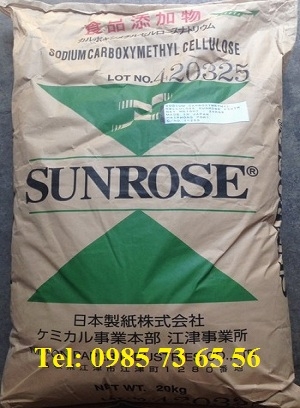 食品添加物
カルボキシメチルセルロースナトリウム
SODIUM CARBOXYMETHYL CELLULOSE
LOT NO. 420325
SUNROSE®
日本製紙株式会社
ケミカル事業本部 江津事業所
Tel: 0985 73 65 56
NET WT. 20kg